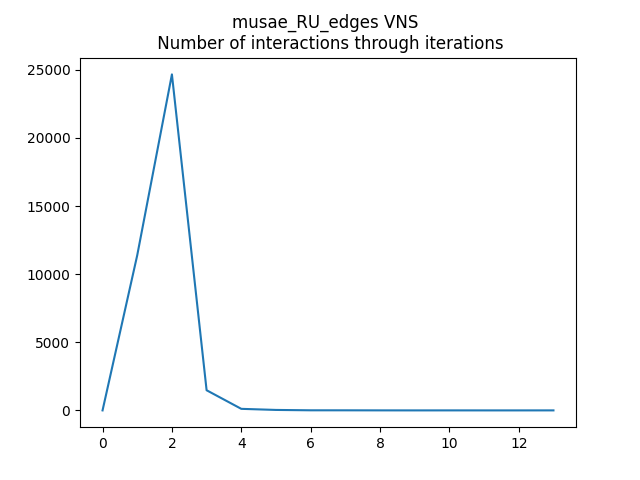 musae_RU_edges VNS
Number of interactions through iterations
25000
20000
15000
10000
5000
0
0 2 4 6 8 10 12